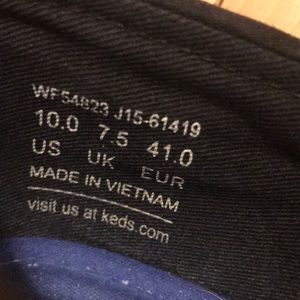 WF54823 J15-61419
10.0 7.5 41.0
US UK EUR
MADE IN VIETNAM
visit us at keds.com